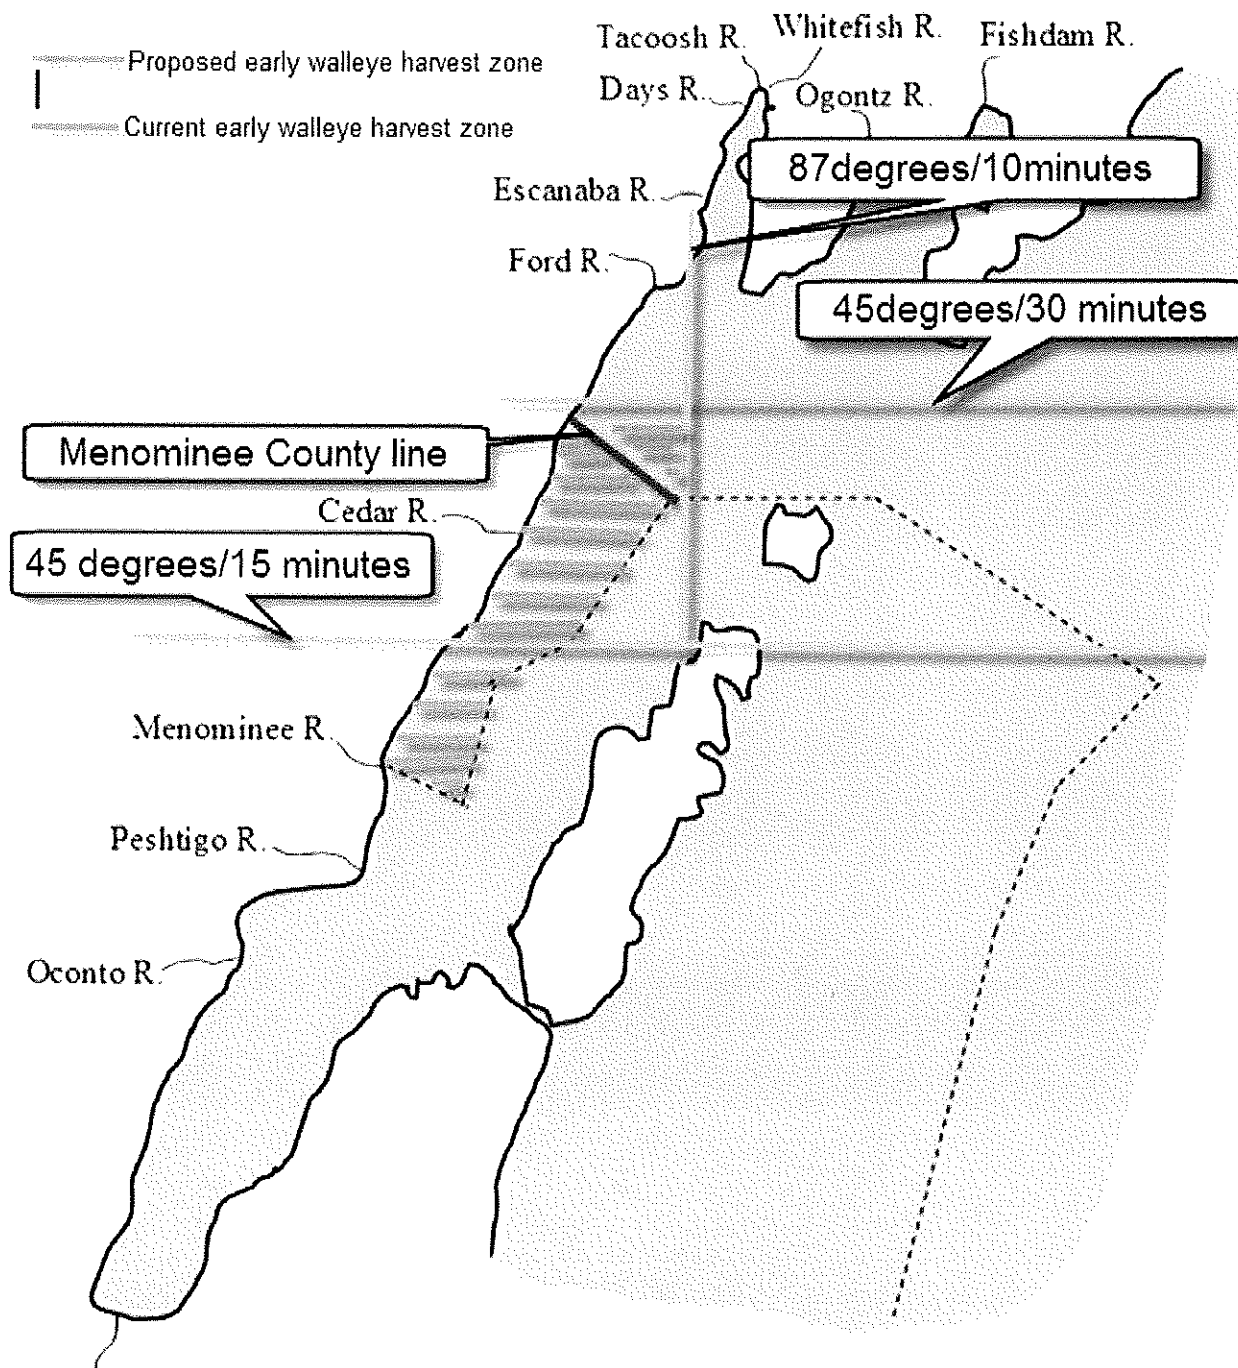 Tacoosh R.
Whitefish R.
Fishdam R.
Proposed early walleye harvest zone
Days R.
Ogontz R.
Current early walleye harvest zone
87degrees/10minutes
Escanaba R.
Ford R.
45degrees/30 minutes
Menominee County line
Cedar R.
45 degrees/15 minutes
Menominee R.
Peshtigo R.
Oconto R.